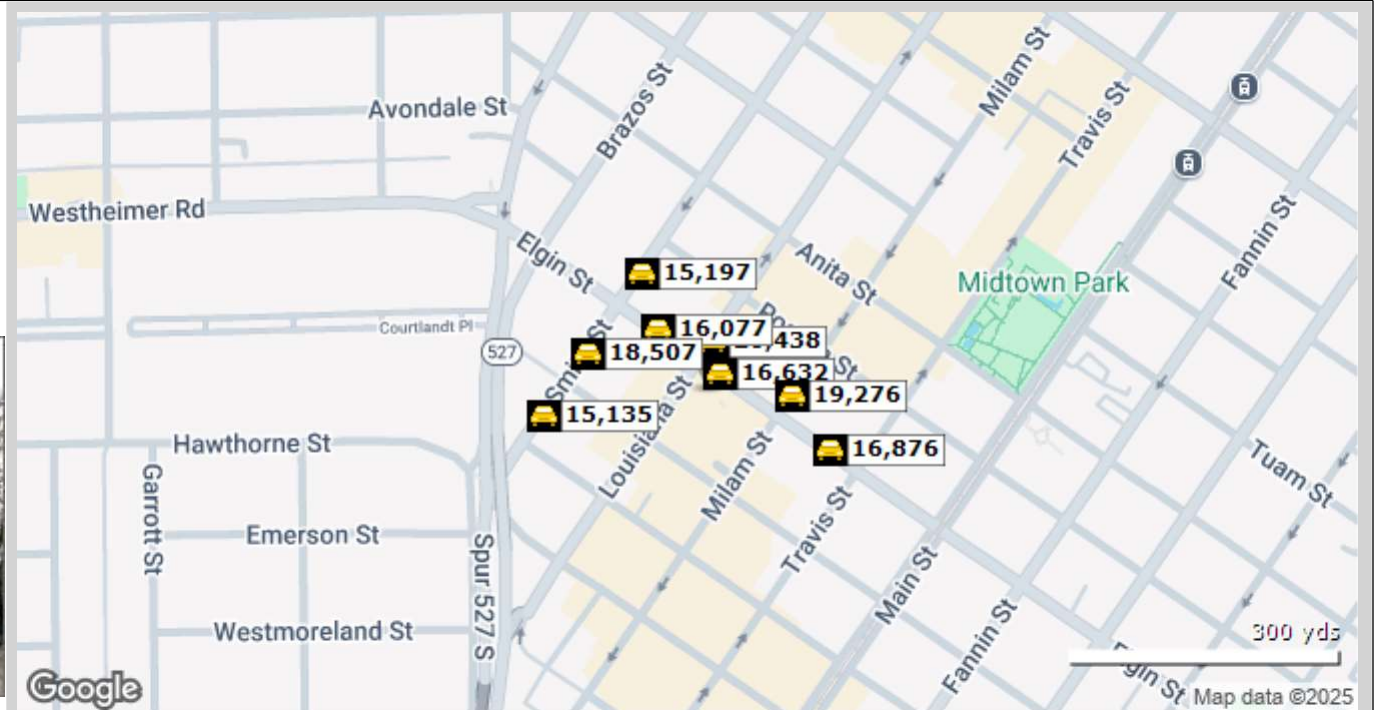 Milam St
Travis St
Avondale St
Brazos St
Westheimer Rd
Fannin St
Elgin St
Anita St
15,197
Midtown Park
16,077
438
Courtlandt Pl
527
18,507
16,632
19,276
15,135
16,876
Louisiana St
Hawthorne St
Milam St
Tuam St
Garrott St
Travis St
Emerson St
Spur 527 S
Main St
Westmoreland St
Fannin St
300 yds
Elgin St
Google
Map data ©2025